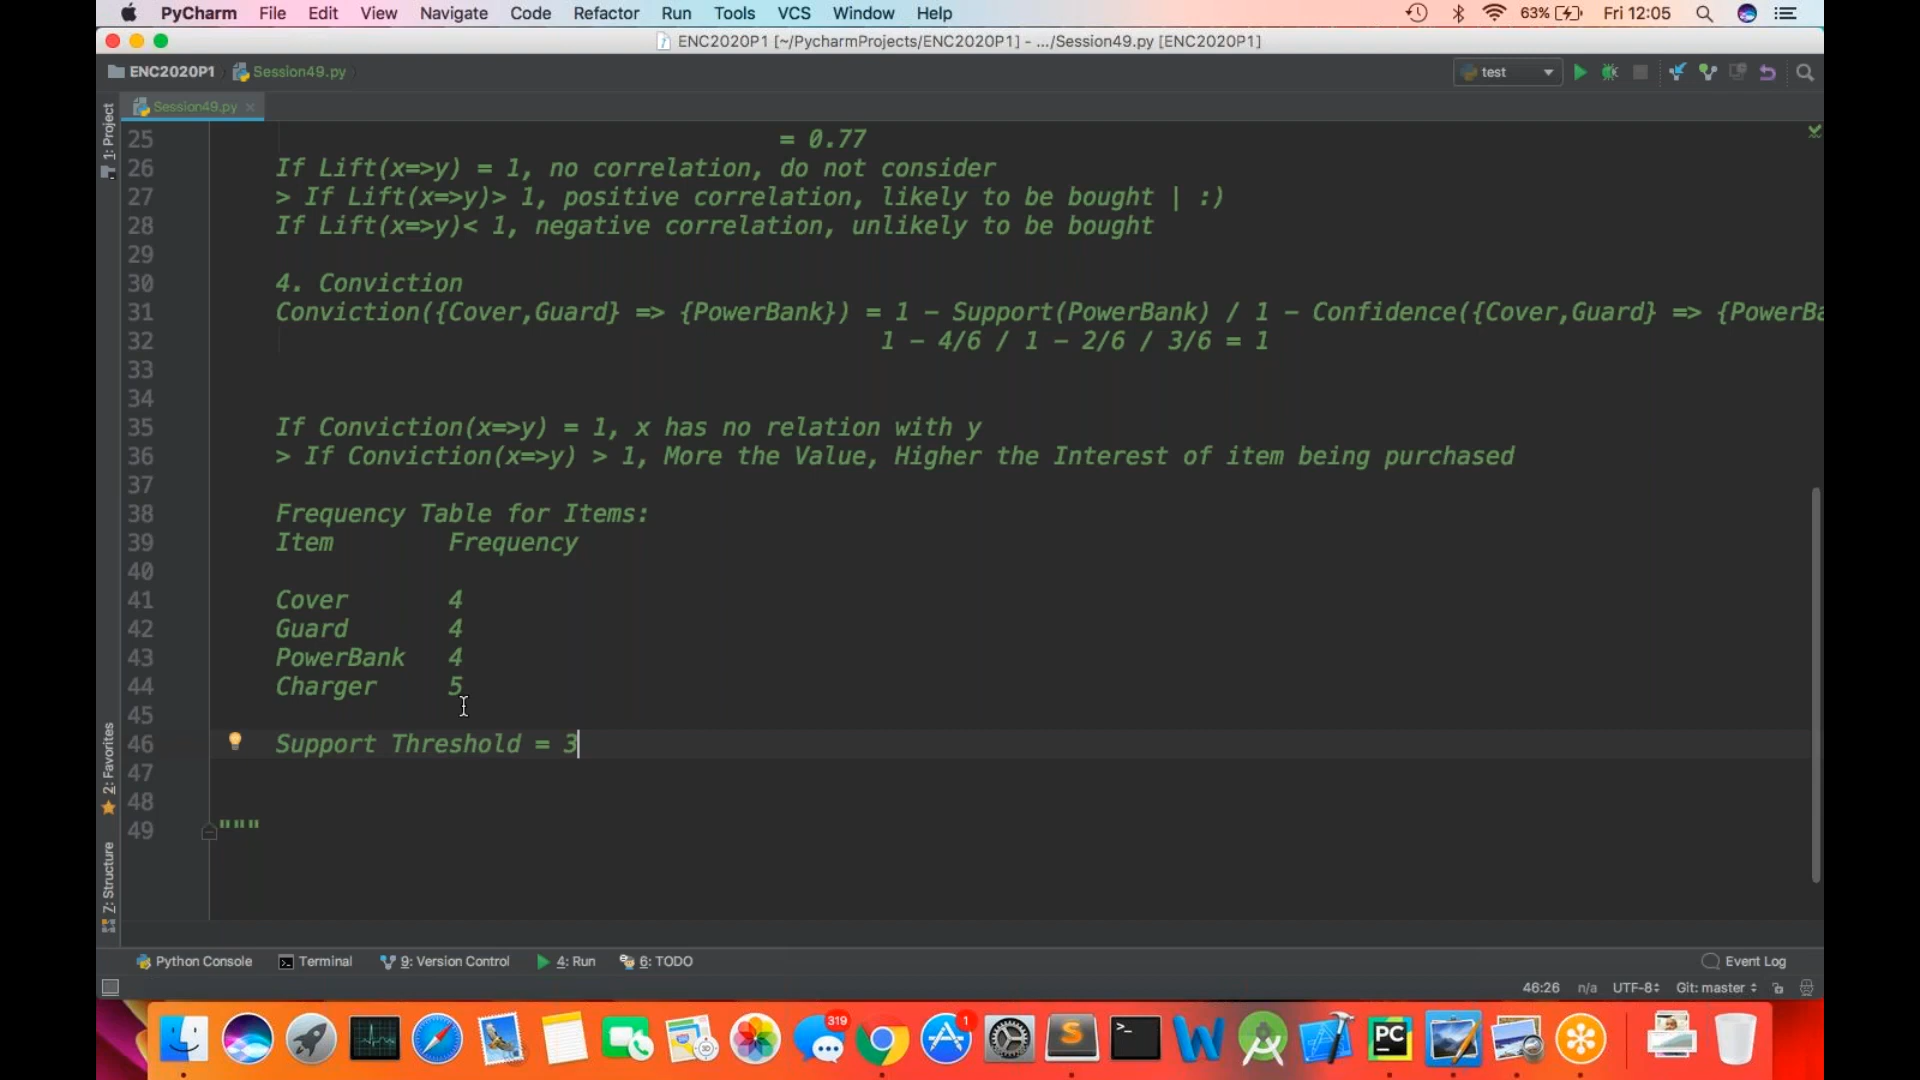 PyCharm File Edit View Navigate Code Refactor Run Tools VCS Window Help 63% Fri 12:05
ENC2020P1 [~/PycharmProjects/ENC2020P1] - .../Session49.py [ENC2020P1]
ENC2020P1 Session49.py test
1: Project
Session49.py
25 = 0.77
26 If Lift(x=>y) = 1, no correlation, do not consider
27 > If Lift(x=>y)> 1, positive correlation, likely to be bought | :)
28 If Lift(x=>y)< 1, negative correlation, unlikely to be bought
29
30 4. Conviction
31 Conviction({Cover,Guard} => {PowerBank}) = 1 - Support(PowerBank) / 1 - Confidence({Cover,Guard} => {PowerBa
32 1 - 4/6 / 1 - 2/6 / 3/6 = 1
33
34
35 If Conviction(x=>y) = 1, x has no relation with y
36 > If Conviction(x=>y) > 1, More the Value, Higher the Interest of item being purchased
37
38 Frequency Table for Items:
39 Item Frequency
40
41 Cover 4
42 Guard 4
43 PowerBank 4
44 Charger 5
45
46 Support Threshold = 3
47
48
49 """
2: Favorites
Z: Structure
Python Console Terminal 9: Version Control 4: Run 6: TODO Event Log
46:26 n/a UTF-8 Git: master
319 1
3D S >_ W PC